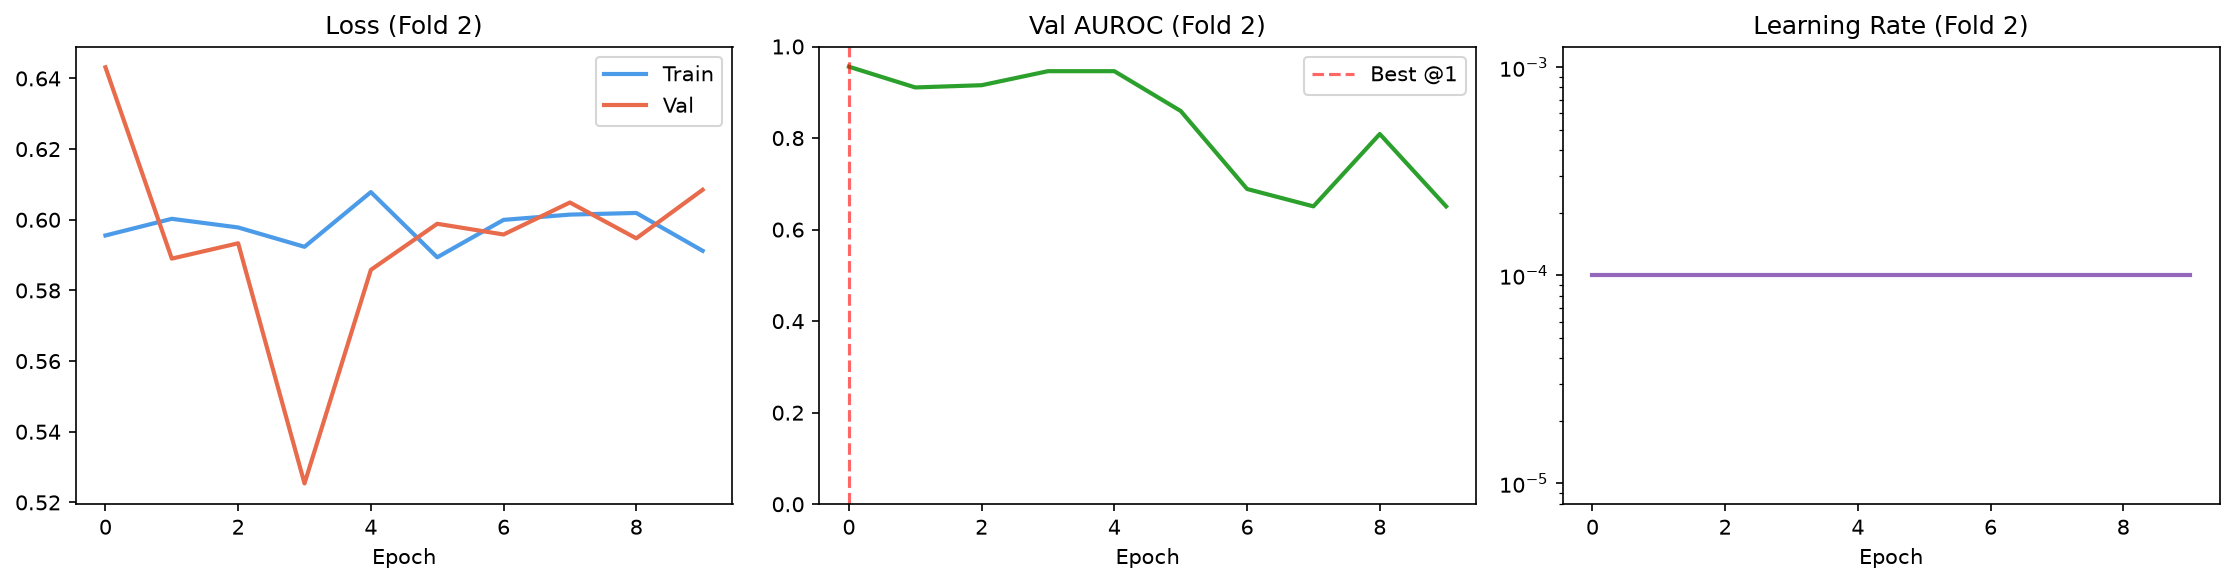 Loss (Fold 2)
0.64
0.62
0.60
0.58
0.56
0.54
0.52
Train
Val
0 2 4 6 8
Epoch
Val AUROC (Fold 2)
1.0
0.8
0.6
0.4
0.2
0.0
Best @1
0 2 4 6 8
Epoch
Learning Rate (Fold 2)
10⁻³
10⁻⁴
10⁻⁵
0 2 4 6 8
Epoch